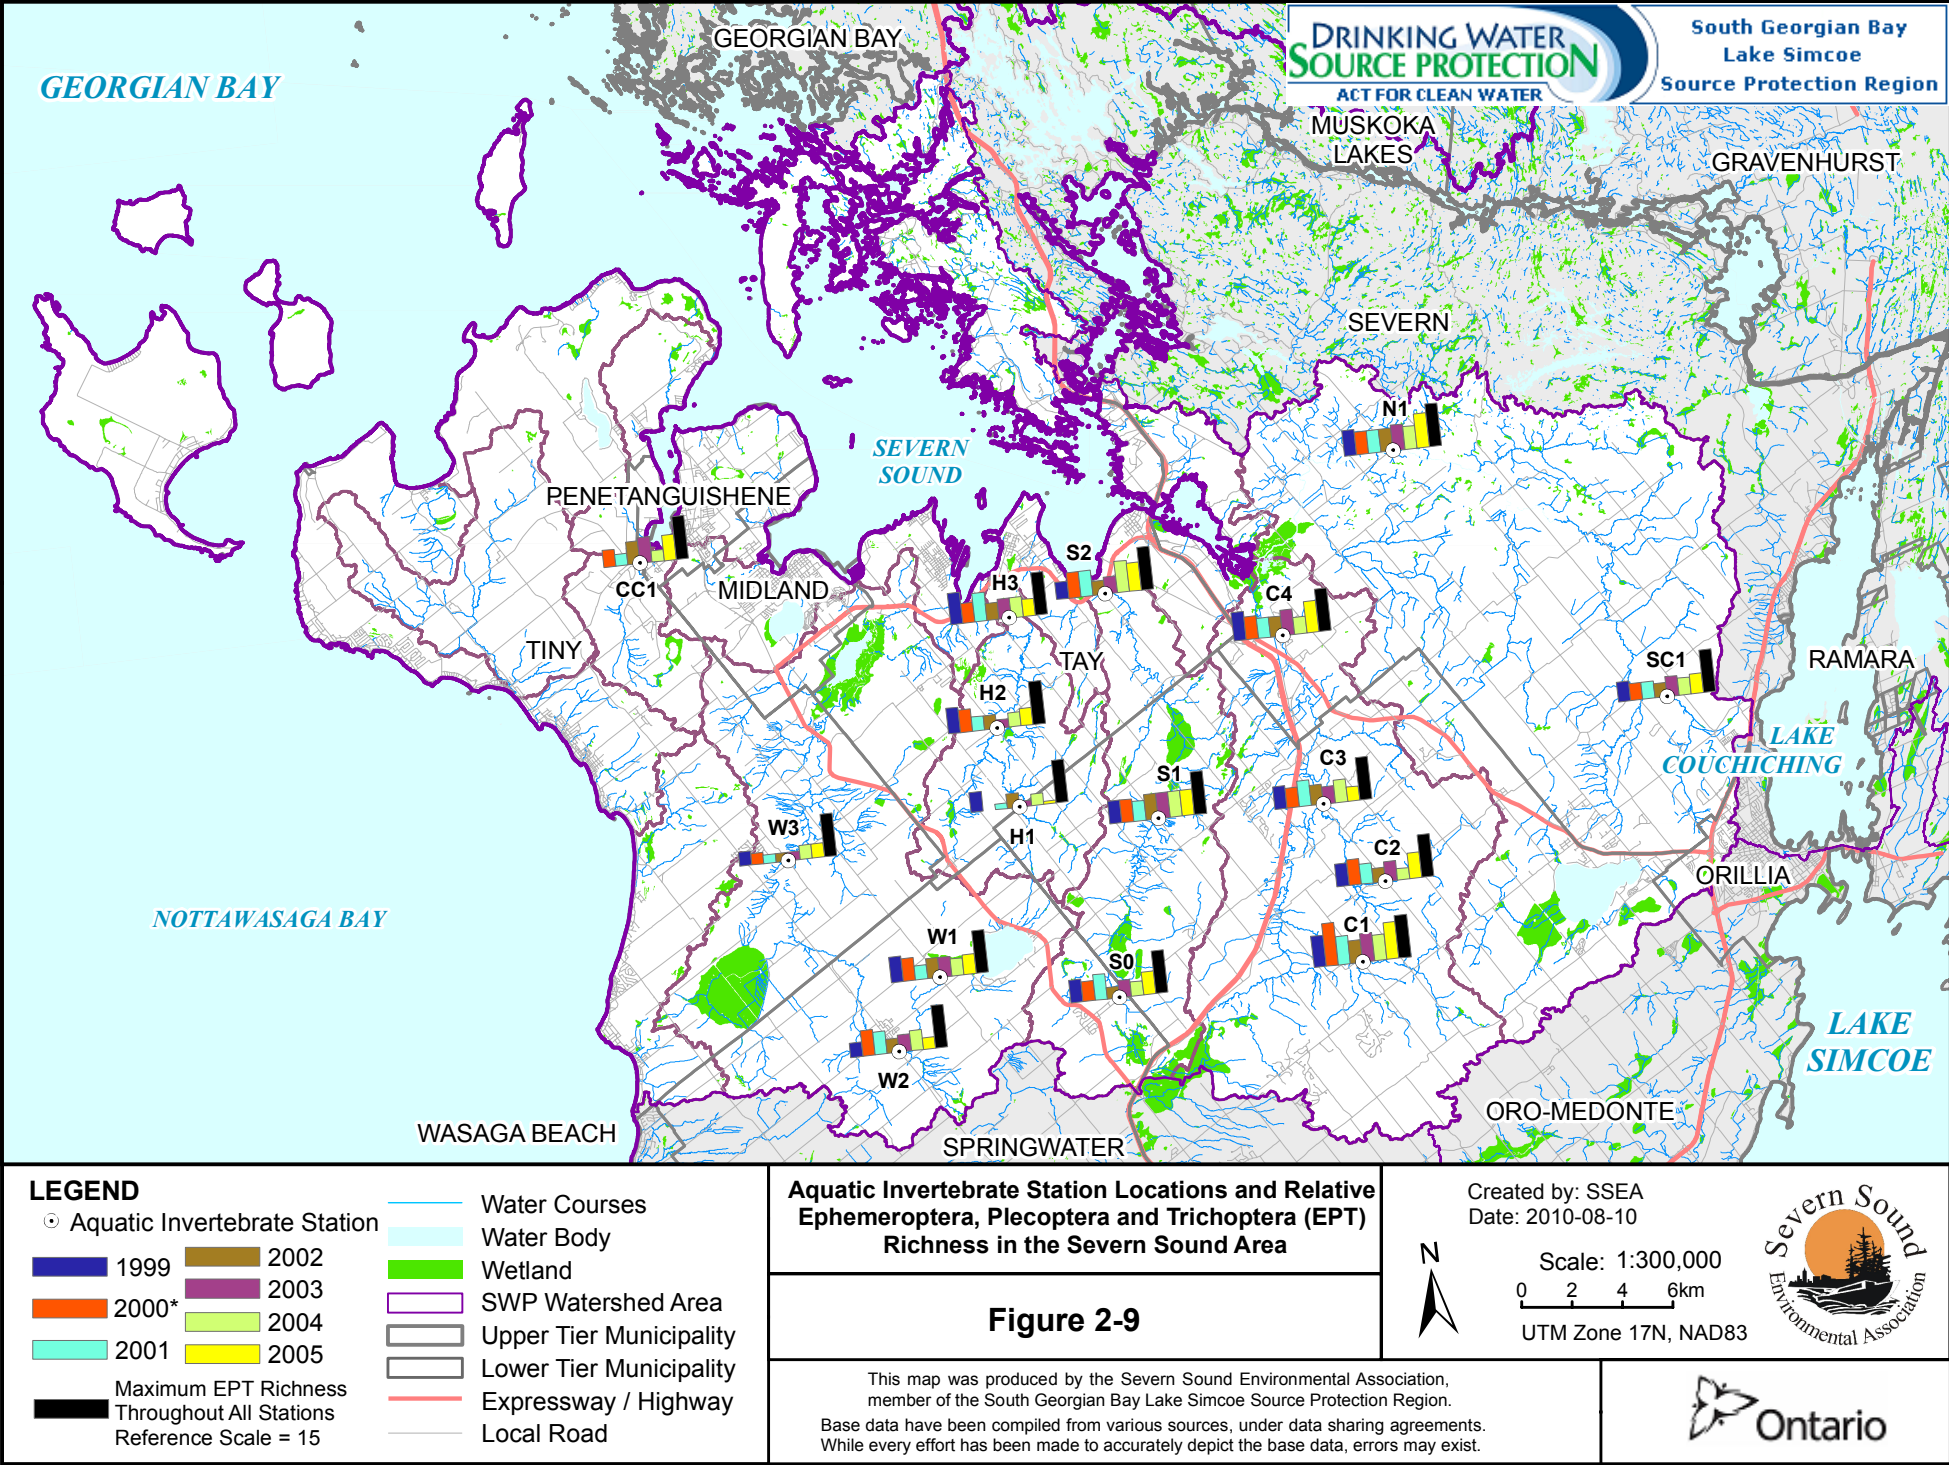 GEORGIAN BAY
GEORGIAN BAY
DRINKING WATER
SOURCE PROTECTION
ACT FOR CLEAN WATER
South Georgian Bay
Lake Simcoe
Source Protection Region
MUSKOKA
LAKES
GRAVENHURST
SEVERN
N1
SEVERN
SOUND
PENETANGUISHENE
CC1
MIDLAND
H3
S2
C4
TINY
TAY
SC1
RAMARA
H2
LAKE
COUCHICHING
C3
S1
W3
H1
C2
ORILLIA
NOTTAWASAGA BAY
W1
C1
S0
LAKE
SIMCOE
W2
ORO-MEDONTE
WASAGA BEACH
SPRINGWATER
LEGEND
Aquatic Invertebrate Station
1999
2000*
2001
2002
2003
2004
2005
Maximum EPT Richness
Throughout All Stations
Reference Scale = 15
Water Courses
Water Body
Wetland
SWP Watershed Area
Upper Tier Municipality
Lower Tier Municipality
Expressway / Highway
Local Road
Aquatic Invertebrate Station Locations and Relative
Ephemeroptera, Plecoptera and Trichoptera (EPT)
Richness in the Severn Sound Area
Figure 2-9
Created by: SSEA
Date: 2010-08-10
N
Scale: 1:300,000
0 2 4 6km
UTM Zone 17N, NAD83
Severn Sound
Environmental Association
This map was produced by the Severn Sound Environmental Association,
member of the South Georgian Bay Lake Simcoe Source Protection Region.
Base data have been compiled from various sources, under data sharing agreements.
While every effort has been made to accurately depict the base data, errors may exist.
Ontario